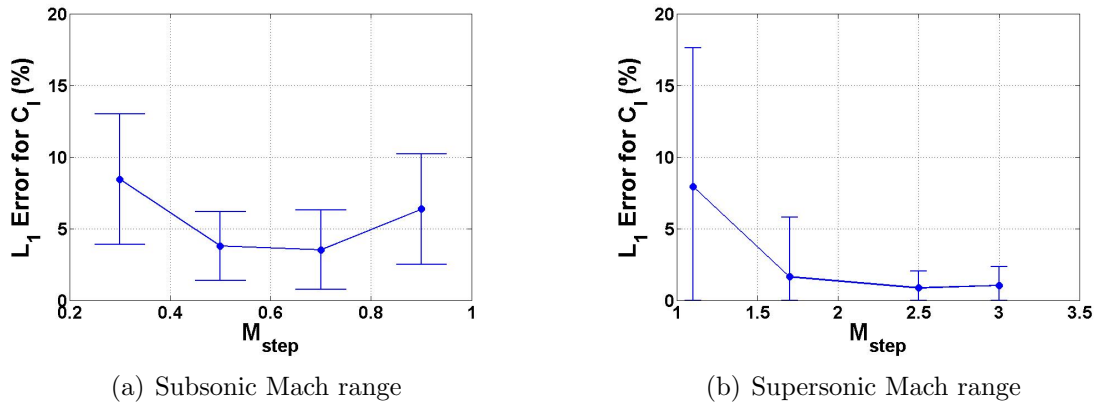 20
15
10
5
0
L1 Error for Cl (%)
0.2 0.4 0.6 0.8 1
Mstep
(a) Subsonic Mach range
20
15
10
5
0
L1 Error for Cl (%)
1 1.5 2 2.5 3 3.5
Mstep
(b) Supersonic Mach range